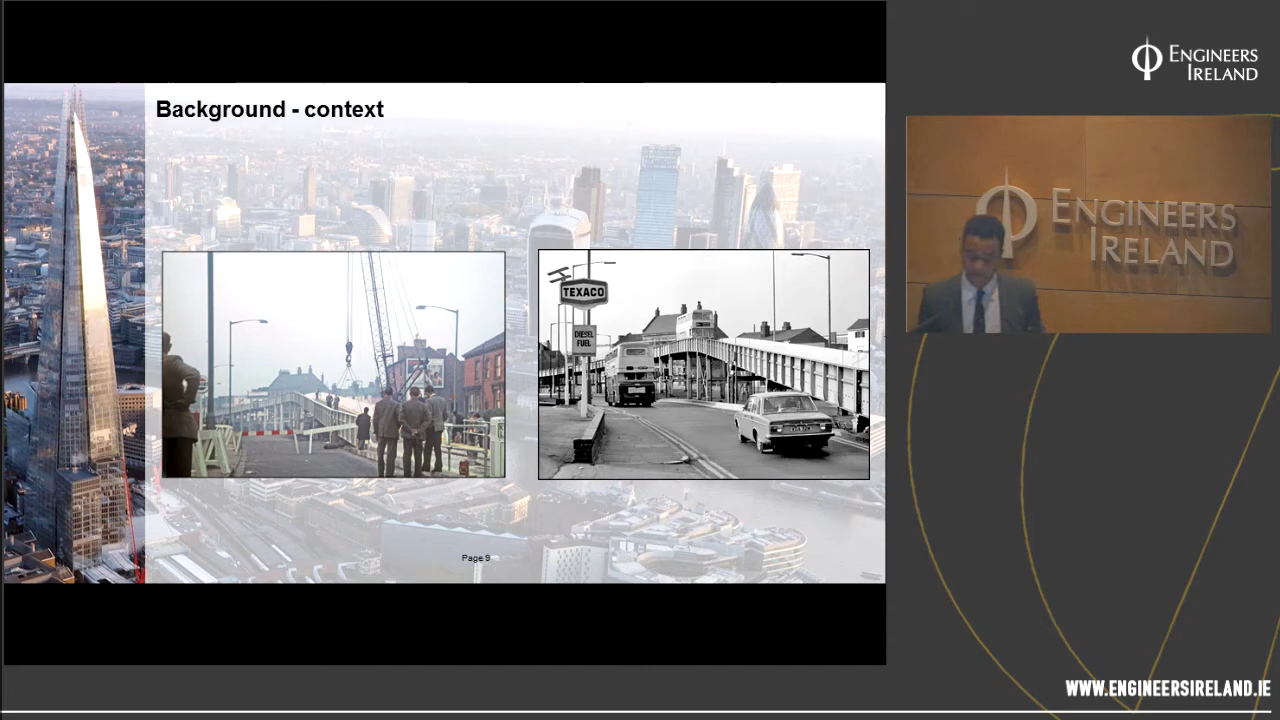 Background - context
TEXACO
DIESEL
FUEL
Page 9
ENGINEERS
IRELAND
ENGINEERS
IRELAND
WWW.ENGINEERSIRELAND.IE